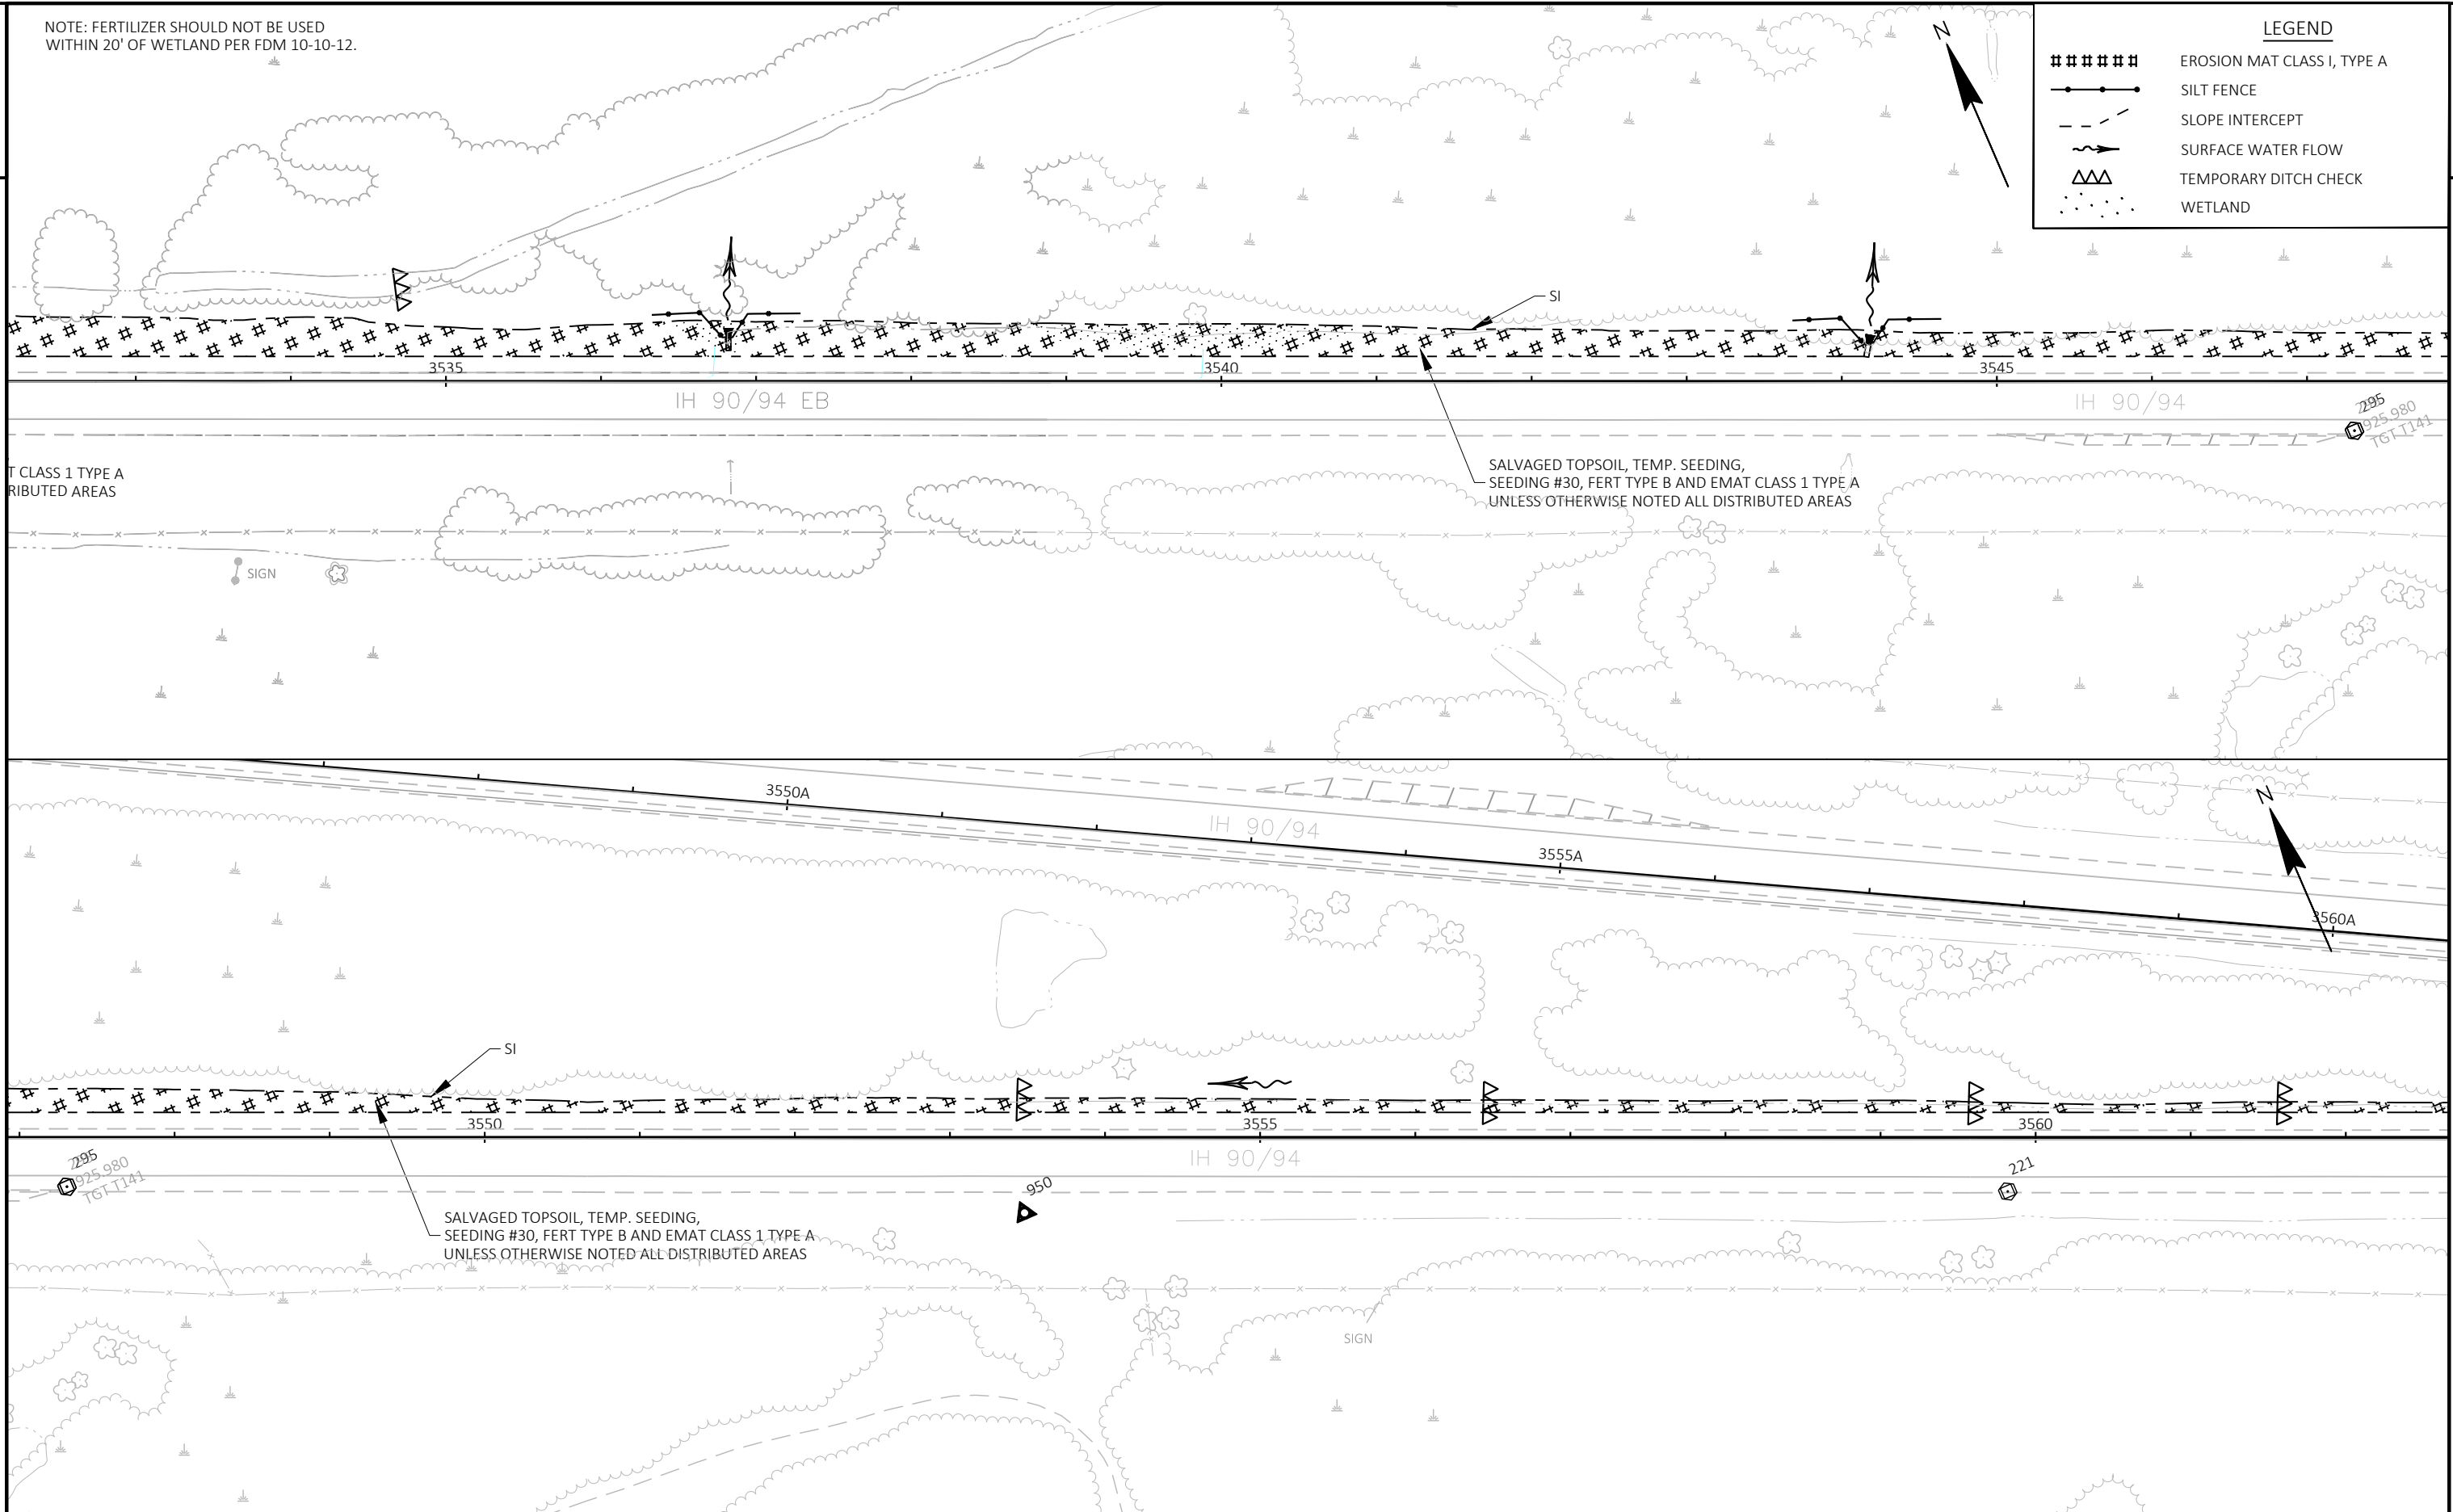 NOTE: FERTILIZER SHOULD NOT BE USED
WITHIN 20' OF WETLAND PER FDM 10-10-12.
N
LEGEND
EROSION MAT CLASS I, TYPE A
SILT FENCE
SLOPE INTERCEPT
SURFACE WATER FLOW
TEMPORARY DITCH CHECK
WETLAND
SI
3535
3540
3545
IH 90/94 EB
IH 90/94
295
925.980
TGT T141
T CLASS 1 TYPE A
RIBUTED AREAS
SALVAGED TOPSOIL, TEMP. SEEDING,
SEEDING #30, FERT TYPE B AND EMAT CLASS 1 TYPE A
UNLESS OTHERWISE NOTED ALL DISTRIBUTED AREAS
SIGN
3550A
IH 90/94
N
3555A
3560A
SI
3550
3555
3560
IH 90/94
295
925.980
TGT T141
950
221
SALVAGED TOPSOIL, TEMP. SEEDING,
SEEDING #30, FERT TYPE B AND EMAT CLASS 1 TYPE A
UNLESS OTHERWISE NOTED ALL DISTRIBUTED AREAS
SIGN